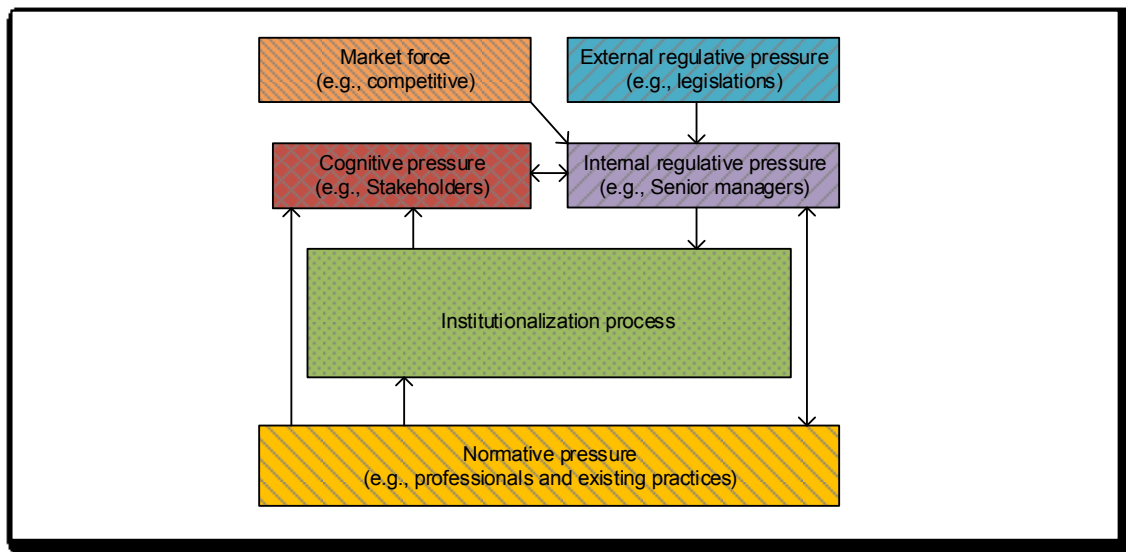 Market force
(e.g., competitive)
External regulative pressure
(e.g., legislations)
Cognitive pressure
(e.g., Stakeholders)
Internal regulative pressure
(e.g., Senior managers)
Institutionalization process
Normative pressure
(e.g., professionals and existing practices)